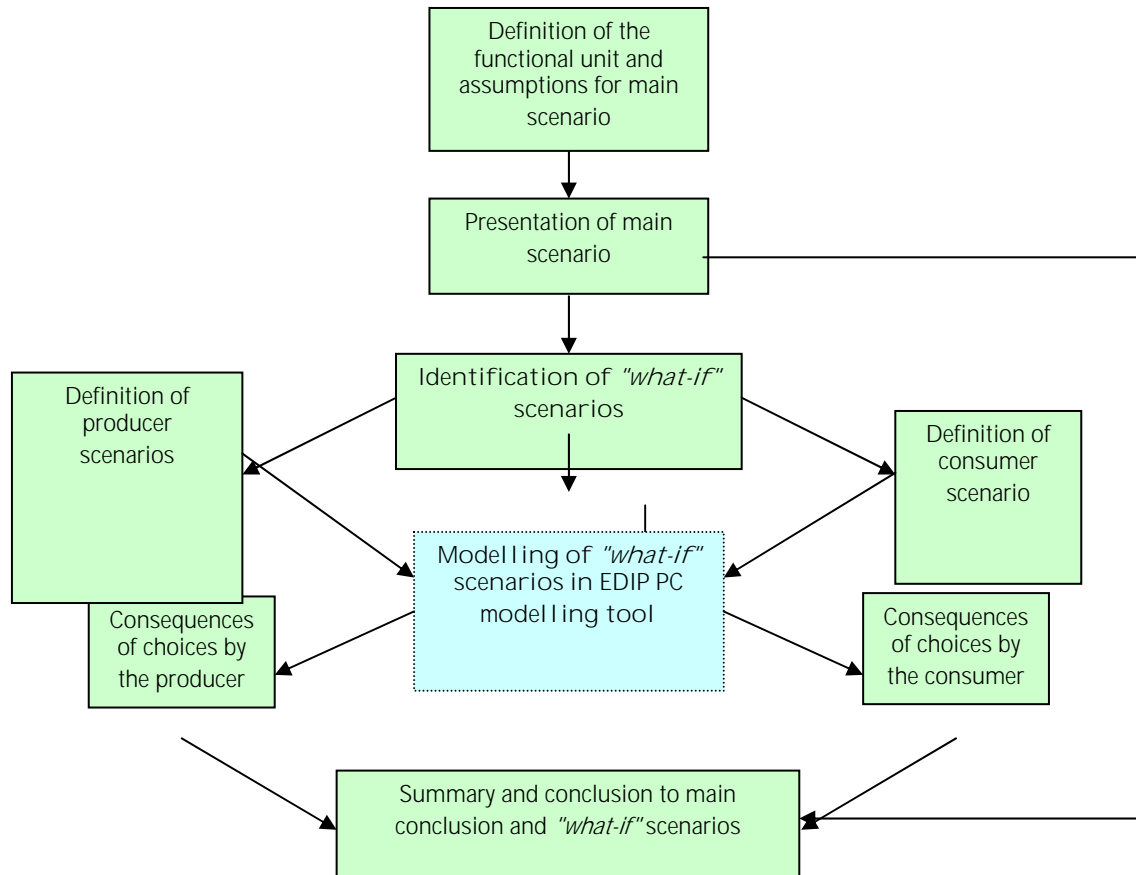 Definition of the
functional unit and
assumptions for main
scenario
Presentation of main
scenario
Identification of "what-if"
scenarios
Definition of
producer
scenarios
Definition of
consumer
scenario
Modelling of "what-if"
scenarios in EDIP PC
modelling tool
Consequences
of choices by
the producer
Consequences
of choices by
the consumer
Summary and conclusion to main
conclusion and "what-if" scenarios